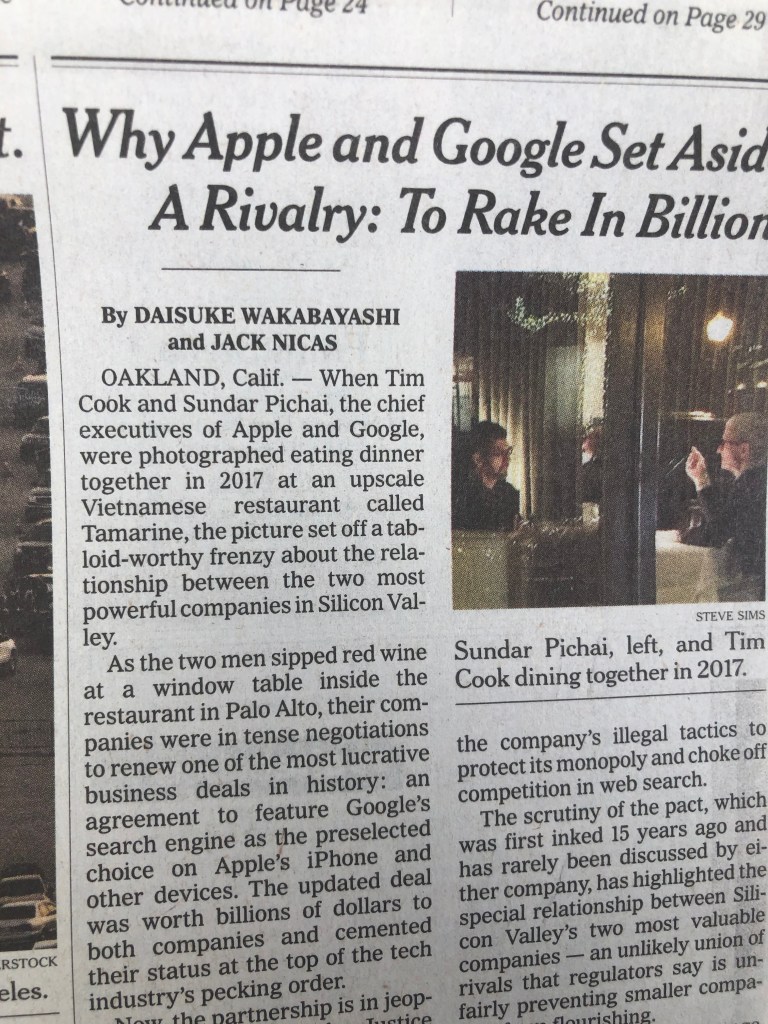 Continued on Page 24
Continued on Page 29
t.
Why Apple and Google Set Asid
A Rivalry: To Rake In Billion
By DAISUKE WAKABAYASHI
and JACK NICAS
OAKLAND, Calif. — When Tim
Cook and Sundar Pichai, the chief
executives of Apple and Google,
were photographed eating dinner
together in 2017 at an upscale
Vietnamese restaurant called
Tamarine, the picture set off a tab-
loid-worthy frenzy about the rela-
tionship between the two most
powerful companies in Silicon Val-
ley.
As the two men sipped red wine
at a window table inside the
restaurant in Palo Alto, their com-
panies were in tense negotiations
to renew one of the most lucrative
business deals in history: an
agreement to feature Google's
search engine as the preselected
choice on Apple's iPhone and
other devices. The updated deal
was worth billions of dollars to
both companies and cemented
their status at the top of the tech
industry's pecking order.
Now, the partnership is in jeop-
Justice
STEVE SIMS
Sundar Pichai, left, and Tim
Cook dining together in 2017.
the company's illegal tactics to
protect its monopoly and choke off
competition in web search.
The scrutiny of the pact, which
was first inked 15 years ago and
has rarely been discussed by ei-
ther company, has highlighted the
special relationship between Sili-
con Valley's two most valuable
companies — an unlikely union of
rivals that regulators say is un-
fairly preventing smaller compa-
flourishing.
RSTOCK
eles.